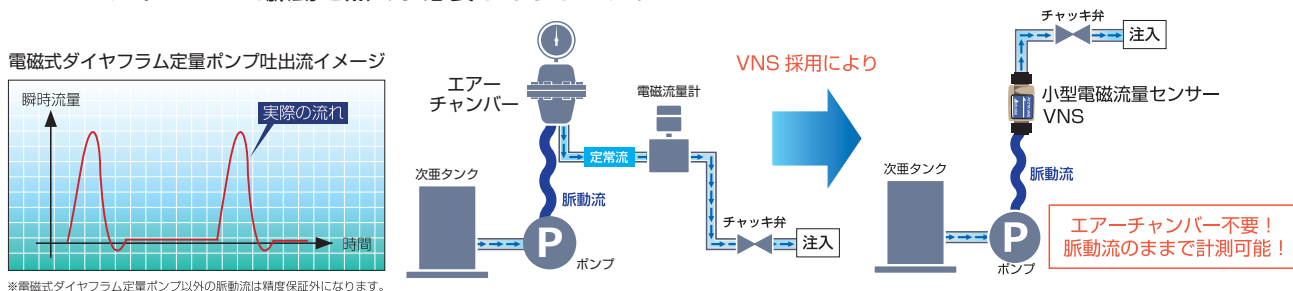 電磁式ダイヤフラム定量ポンプ吐出流イメージ
瞬時流量
実際の流れ
時間
※電磁式ダイヤフラム定量ポンプ以外の脈動流は精度保証外になります。
エアー
チャンバー
電磁流量計
定常流
次亜タンク
脈動流
P
ポンプ
チャッキ弁
注入
VNS 採用により
チャッキ弁
注入
小型電磁流量センサー
VNS
次亜タンク
脈動流
P
ポンプ
エアーチャンバー不要！
脈動流のままで計測可能！